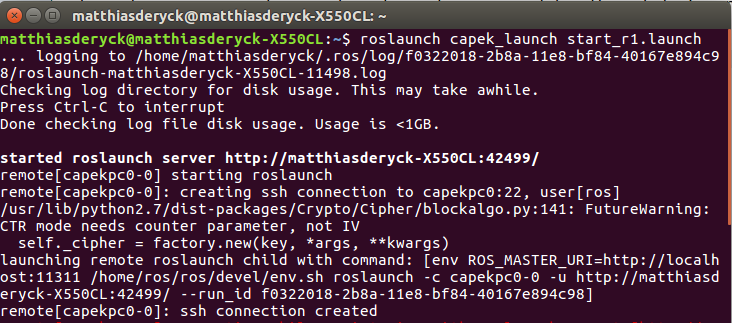 matthiasderyck@matthiasderyck-X550CL: ~
matthiasderyck@matthiasderyck-X550CL:~$ roslaunch capek_launch start_r1.launch
... logging to /home/matthiasderyck/.ros/log/f0322018-2b8a-11e8-bf84-40167e894c9
8/roslaunch-matthiasderyck-X550CL-11498.log
Checking log directory for disk usage. This may take awhile.
Press Ctrl-C to interrupt
Done checking log file disk usage. Usage is <1GB.
started roslaunch server http://matthiasderyck-X550CL:42499/
remote[capekpc0-0] starting roslaunch
remote[capekpc0-0]: creating ssh connection to capekpc0:22, user[ros]
/usr/lib/python2.7/dist-packages/Crypto/Cipher/blockalgo.py:141: FutureWarning:
CTR mode needs counter parameter, not IV
self._cipher = factory.new(key, *args, **kwargs)
launching remote roslaunch child with command: [env ROS_MASTER_URI=http://localh
ost:11311 /home/ros/ros/devel/env.sh roslaunch -c capekpc0-0 -u http://matthiasd
eryck-X550CL:42499/ --run_id f0322018-2b8a-11e8-bf84-40167e894c98]
remote[capekpc0-0]: ssh connection created